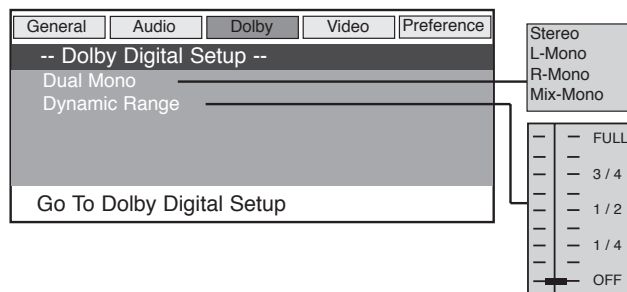 General Audio Dolby Video Preference
-- Dolby Digital Setup --
Dual Mono
Dynamic Range
Go To Dolby Digital Setup
Stereo
L-Mono
R-Mono
Mix-Mono
FULL
3 / 4
1 / 2
1 / 4
OFF